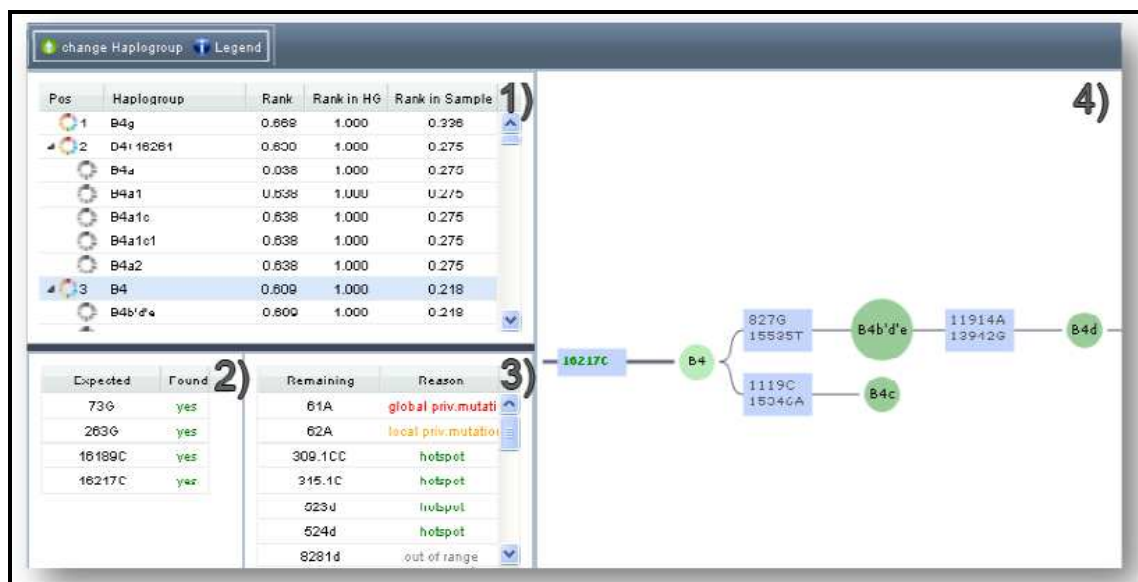 change Haplogroup Legend
1)
Pos Haplogroup Rank Rank in HG Rank in Sample
1 B4g 0.669 1.000 0.336
2 1.000 0.275
B4a 1.000 0.275
B4a1 0.638 1.000 0.275
B4a1c 0.638 1.000 0.275
B4a1c1 0.638 1.000 0.275
B4a2 0.638 1.000 0.275
3 B4 0.609 1.000 0.218
B4b'd'e 0.609 1.000 0.218
2)
Expected Found
73G yes
263G yes
16189C yes
16217C yes
3)
Remaining Reason
61A global priv.mutati
62A local priv.mutation
309.1CC hotspot
315.1C hotspot
523d hotspot
524d hotspot
8281d out of range
4)
16217C
B4
827G
15535T
B4b'd'e
11914A
13942G
B4d
1119C
15346A
B4c